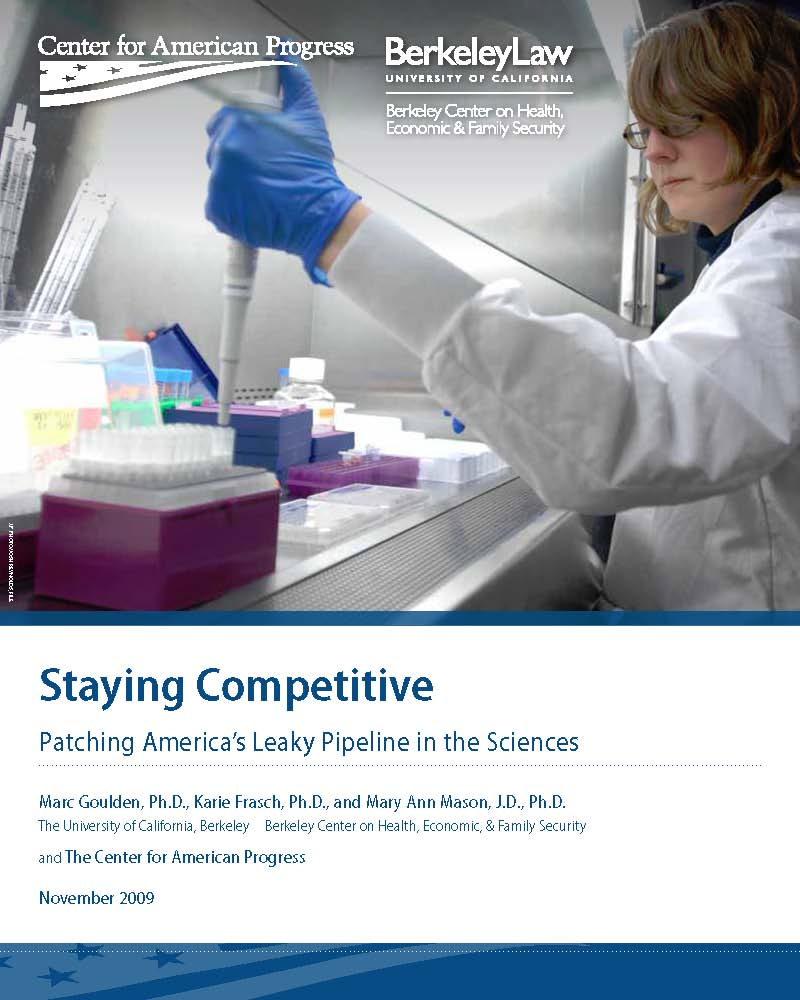 Center for American Progress
BerkeleyLaw
UNIVERSITY OF CALIFORNIA
Berkeley Center on Health,
Economic & Family Security
Staying Competitive
Patching America's Leaky Pipeline in the Sciences
Marc Goulden, Ph.D., Karie Frasch, Ph.D., and Mary Ann Mason, J.D., Ph.D.
The University of California, Berkeley Berkeley Center on Health, Economic, & Family Security
and The Center for American Progress
November 2009